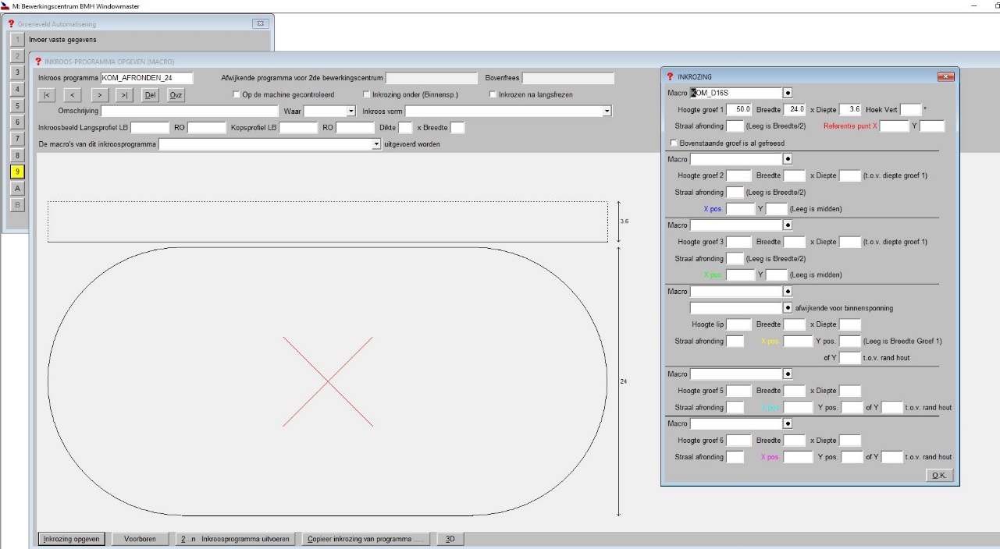 M: Bewerkingscentrum BMH Windowmaster
? Groeneveld Automatisering
1 Invoer vaste gegevens
2
3
4
5
6
7
8
9
A
B
? INKROOS-PROGRAMMA OPGEVEN (MACRO)
Inkroos programma KOM_AFRONDEN_24 Afwijkende programma voor 2de bewerkingscentrum Bovenfrees
|< < > >| Del Ovz Op de machine gecontroleerd Inkrozing onder (Binnensp.) Inkrozen na langsfrezen
Omschrijving Waar Inkroos vorm
Inkroosbeeld Langsprofiel LB RO Kopsprofiel LB RO Dikte x Breedte
De macro's van dit inkroosprogramma uitgevoerd worden
3.6
24
Inkrozing opgeven Voorboren 2...n Inkroosprogramma uitvoeren Copieer inkrozing van programma ..... 3D
? INKROZING
Macro KOM_D16S
Hoogte groef 1 50.0 Breedte 24.0 x Diepte 3.6 Hoek Vert °
Straal afronding (Leeg is Breedte/2) Referentie punt X Y
Bovenstaande groef is al gefreesd
Macro
Hoogte groef 2 Breedte x Diepte (t.o.v. diepte groef 1)
Straal afronding (Leeg is Breedte/2)
X pos. Y (Leeg is midden)
Macro
Hoogte groef 3 Breedte x Diepte (t.o.v. diepte groef 1)
Straal afronding (Leeg is Breedte/2)
X pos. Y (Leeg is midden)
Macro
afwijkende voor binnensponning
Hoogte lip Breedte x Diepte
Straal afronding X pos. Y pos. (Leeg is Breedte Groef 1)
of Y t.o.v. rand hout
Macro
Hoogte groef 5 Breedte x Diepte
Straal afronding X pos. Y pos. of Y t.o.v. rand hout
Macro
Hoogte groef 6 Breedte x Diepte
Straal afronding X pos. Y pos. of Y t.o.v. rand hout
O.K.